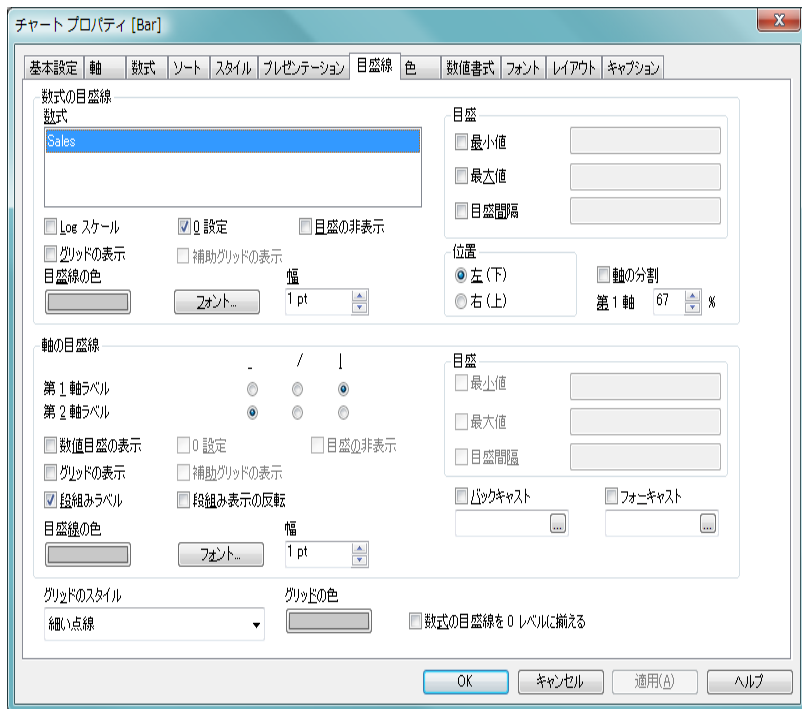 チャート プロパティ [Bar]
基本設定 軸 数式 ソート スタイル プレゼンテーション 目盛線 色 数値書式 フォント レイアウト キャプション
数式の目盛線
数式
Sales
目盛
最小値
最大値
目盛間隔
Log スケール 0 設定 目盛の非表示
グリッドの表示 補助グリッドの表示
目盛線の色 幅
フォント... 1 pt
位置
左(下)
右(上)
軸の分割
第 1 軸 67 %
軸の目盛線
- / |
第 1 軸ラベル
第 2 軸ラベル
目盛
最小値
最大値
目盛間隔
数値目盛の表示 0 設定 目盛の非表示
グリッドの表示 補助グリッドの表示
段組みラベル 段組み表示の反転
目盛線の色 幅
フォント... 1 pt
バックキャスト フォーキャスト
... ...
グリッドのスタイル グリッドの色
細い点線
数式の目盛線を 0 レベルに揃える
OK キャンセル 適用(A) ヘルプ